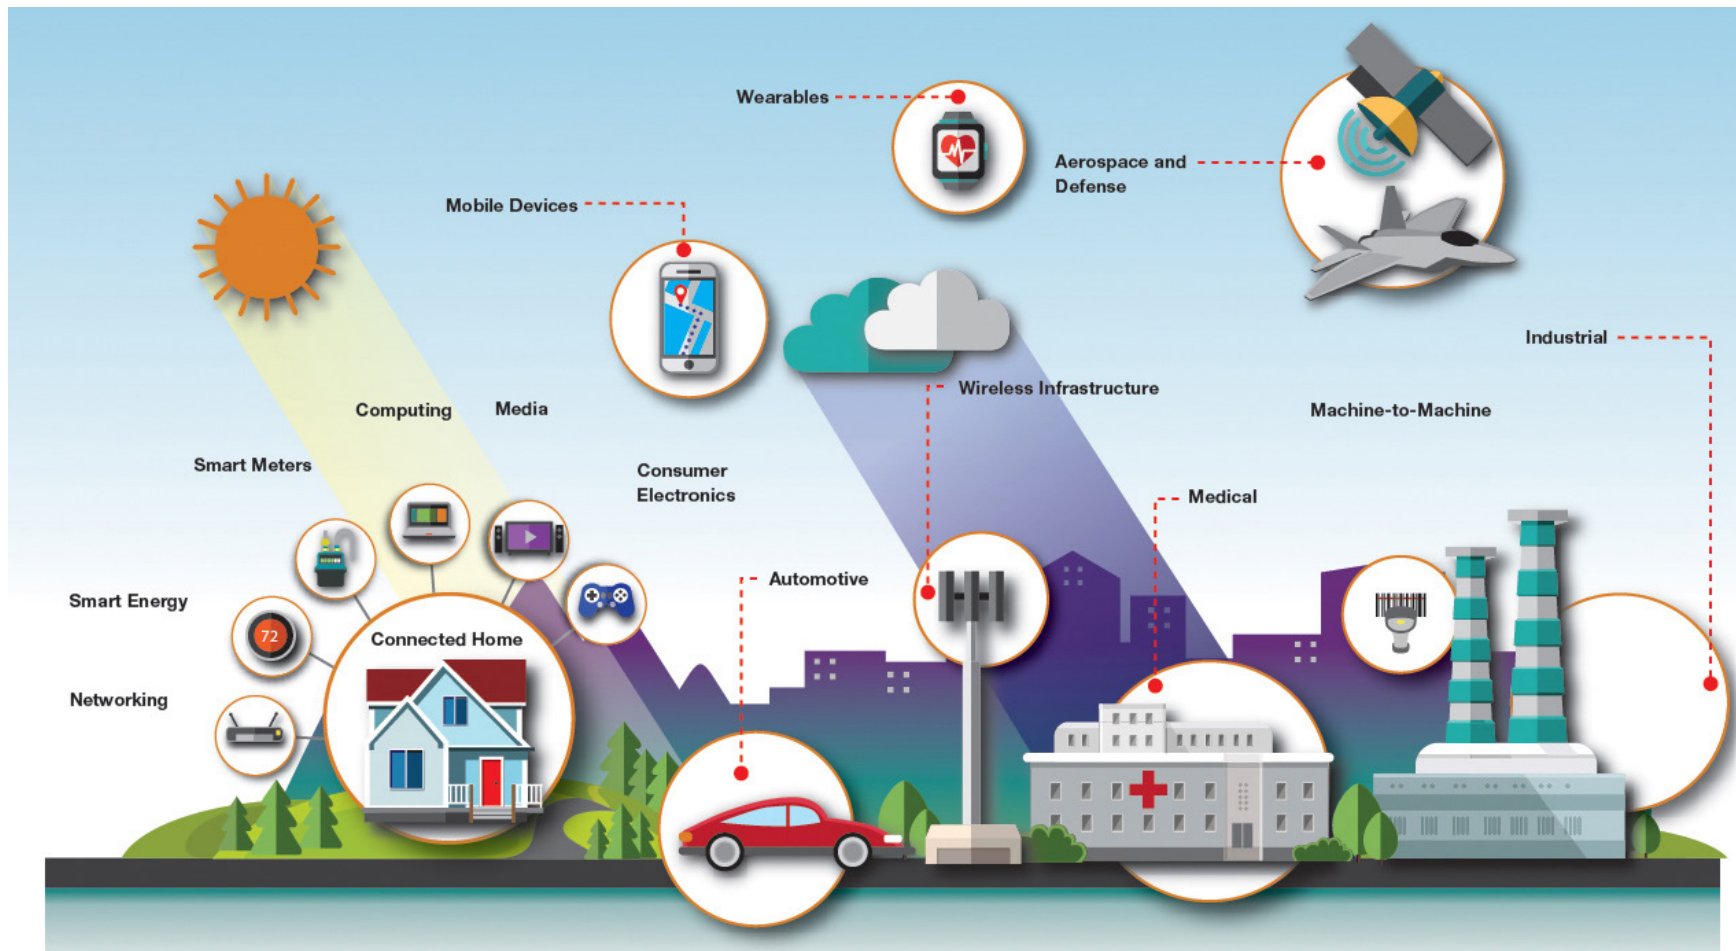 Wearables
Aerospace and
Defense
Mobile Devices
Industrial
Wireless Infrastructure
Computing
Media
Machine-to-Machine
Smart Meters
Consumer
Electronics
Medical
Automotive
Smart Energy
72
Connected Home
Networking